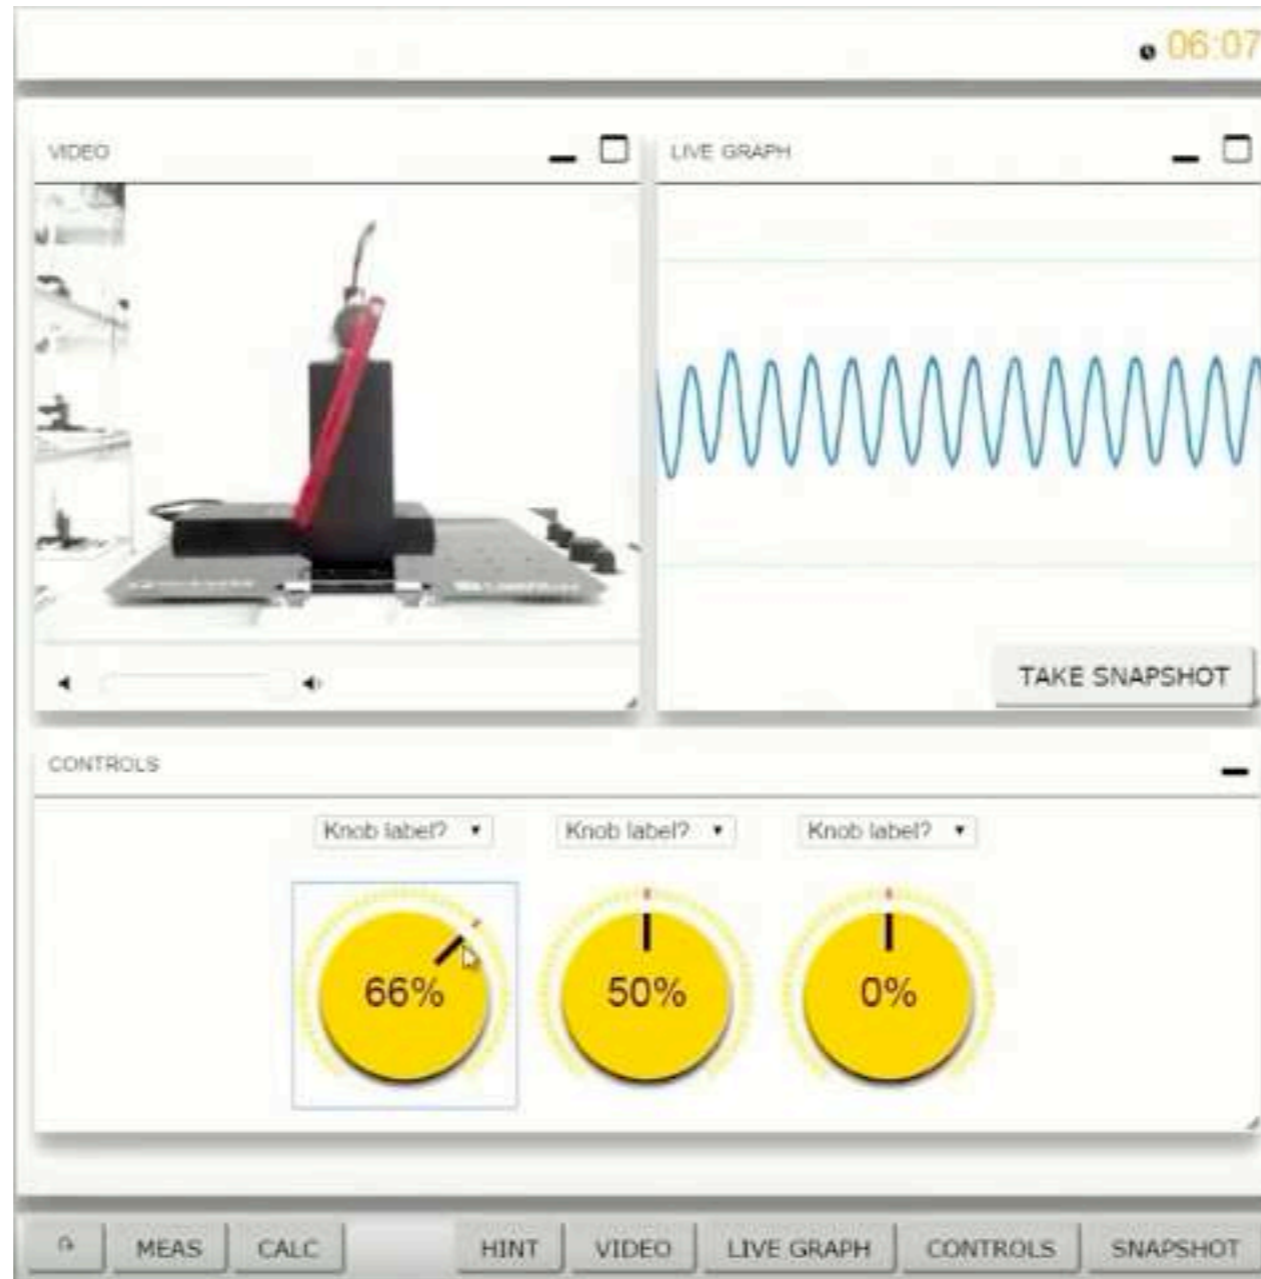 06:07
VIDEO
LIVE GRAPH
TAKE SNAPSHOT
CONTROLS
Knob label? Knob label? Knob label?
66% 50% 0%
MEAS CALC HINT VIDEO LIVE GRAPH CONTROLS SNAPSHOT